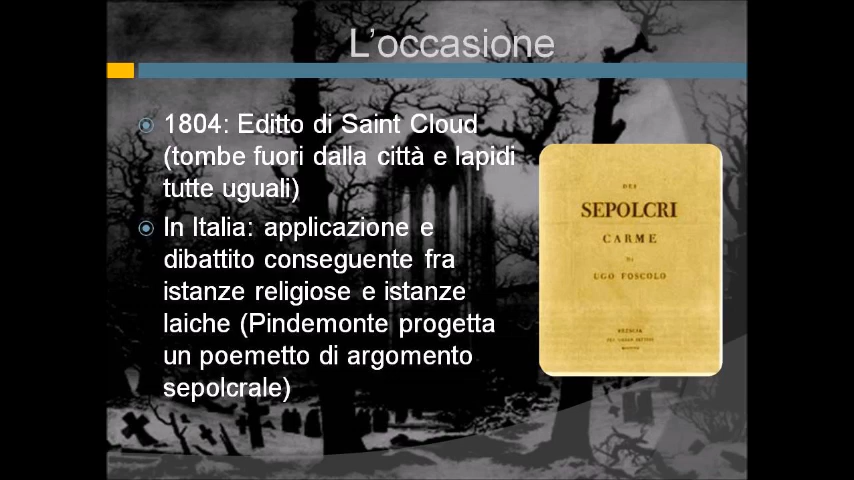 L'occasione
1804: Editto di Saint Cloud
(tombe fuori dalla città e lapidi
tutte uguali)
In Italia: applicazione e
dibattito conseguente fra
istanze religiose e istanze
laiche (Pindemonte progetta
un poemetto di argomento
sepolcrale)
DEI
SEPOLCRI
CARME
DI
UGO FOSCOLO
BRESCIA